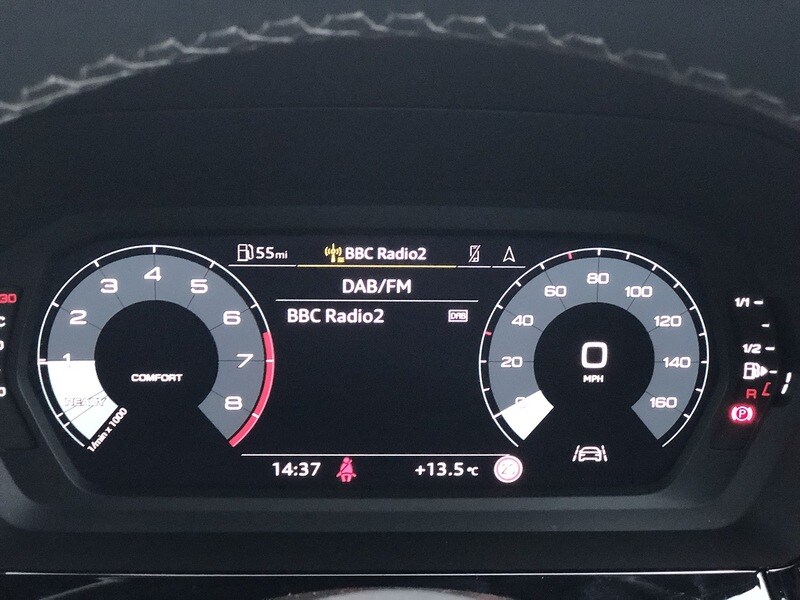 55mi BBC Radio2
DAB/FM
BBC Radio2 DAB
1 2 3 4 5 6 7 8
COMFORT
1/min x 1000
0 20 40 60 80 100 120 140 160
0
MPH
14:37 +13.5°C
1/1
1/2
R
P
30